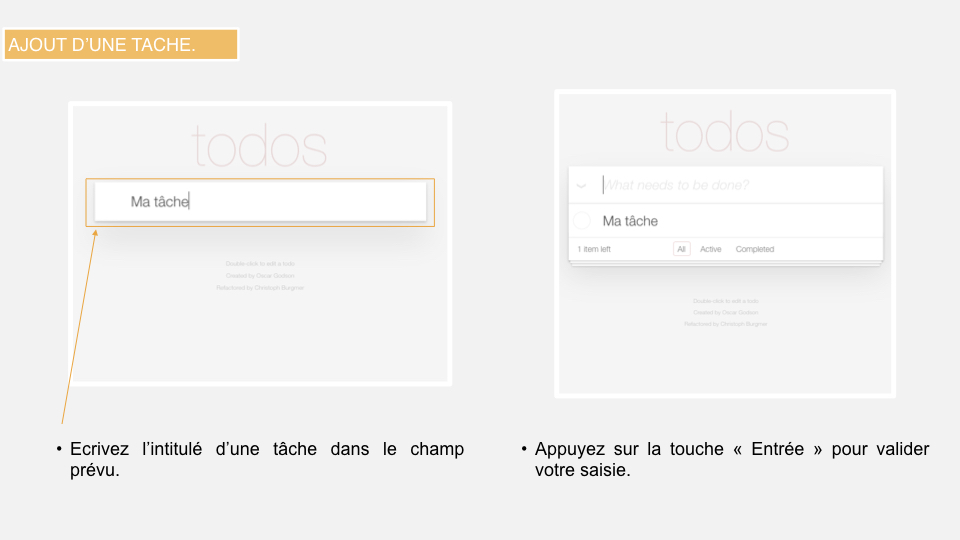 AJOUT D’UNE TACHE.
todos
Ma tâche
Double-click to edit a todo
Created by Oscar Godson
Refactored by Christoph Burgmer
• Ecrivez l’intitulé d’une tâche dans le champ
prévu.
todos
What needs to be done?
Ma tâche
1 item left All Active Completed
Double-click to edit a todo
Created by Oscar Godson
Refactored by Christoph Burgmer
• Appuyez sur la touche « Entrée » pour valider
votre saisie.